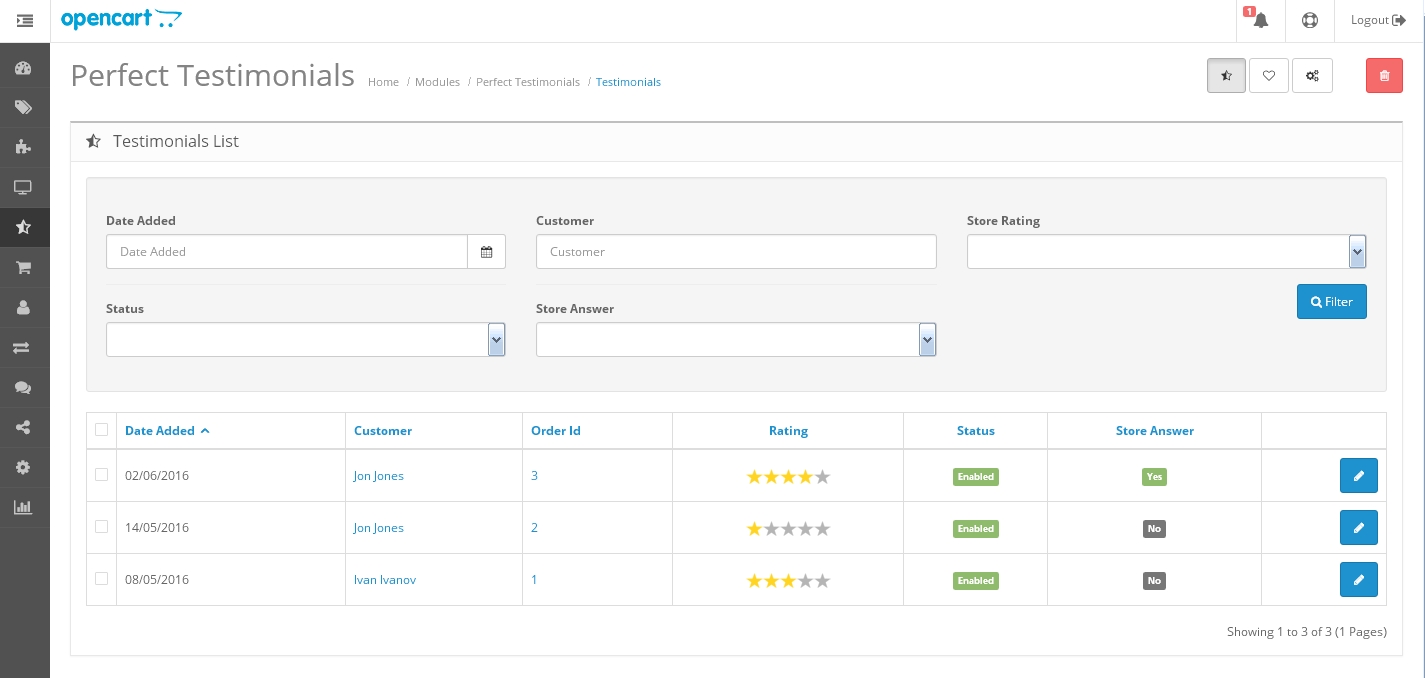 opencart
1
Logout
Perfect Testimonials
Home / Modules / Perfect Testimonials / Testimonials
Testimonials List
Date Added
Customer
Store Rating
Date Added
Customer
Status
Store Answer
Filter
Date Added Customer Order Id Rating Status Store Answer
02/06/2016 Jon Jones 3 Enabled Yes
14/05/2016 Jon Jones 2 Enabled No
08/05/2016 Ivan Ivanov 1 Enabled No
Showing 1 to 3 of 3 (1 Pages)